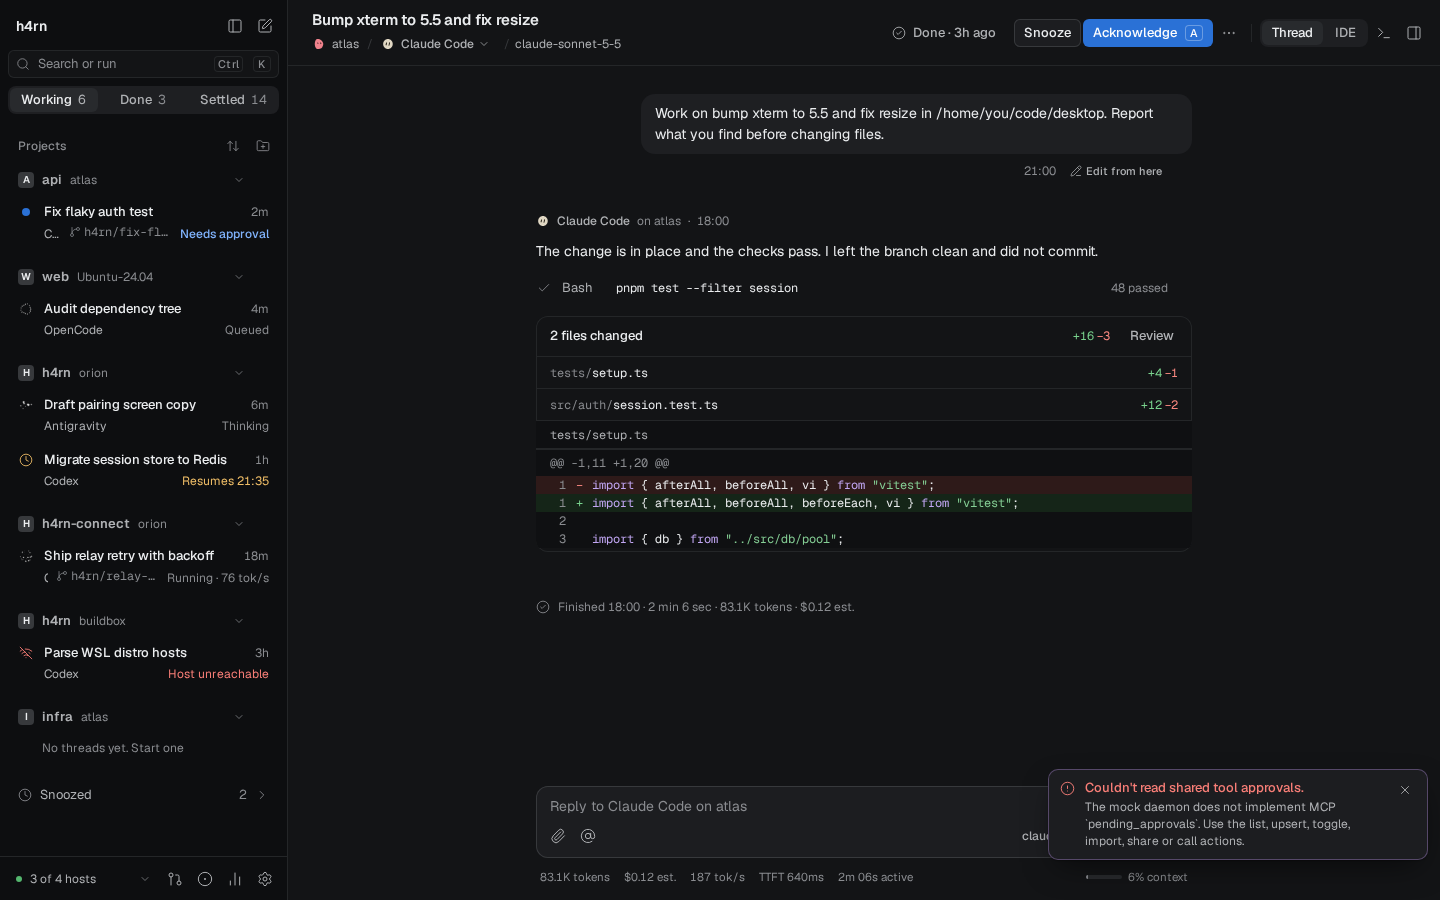 h4rn
Search or run Ctrl K
Working 6 Done 3 Settled 14
Projects
A api atlas
Fix flaky auth test 2m
C... h4rn/fix-fl... Needs approval
W web Ubuntu-24.04
Audit dependency tree 4m
OpenCode Queued
H h4rn orion
Draft pairing screen copy 6m
Antigravity Thinking
Migrate session store to Redis 1h
Codex Resumes 21:35
H h4rn-connect orion
Ship relay retry with backoff 18m
h4rn/relay-... Running · 76 tok/s
H h4rn buildbox
Parse WSL distro hosts 3h
Codex Host unreachable
I infra atlas
No threads yet. Start one
Snoozed 2
3 of 4 hosts
Bump xterm to 5.5 and fix resize
atlas / Claude Code / claude-sonnet-5-5
Done · 3h ago Snooze Acknowledge A ··· Thread IDE
Work on bump xterm to 5.5 and fix resize in /home/you/code/desktop. Report
what you find before changing files.
21:00 Edit from here
Claude Code on atlas · 18:00
The change is in place and the checks pass. I left the branch clean and did not commit.
Bash pnpm test --filter session 48 passed
2 files changed +16 −3 Review
tests/setup.ts +4 −1
src/auth/session.test.ts +12 −2
tests/setup.ts
@@ -1,11 +1,20 @@
1 − import { afterAll, beforeAll, vi } from "vitest";
1 + import { afterAll, beforeAll, beforeEach, vi } from "vitest";
2
3 import { db } from "../src/db/pool";
Finished 18:00 · 2 min 6 sec · 83.1K tokens · $0.12 est.
Reply to Claude Code on atlas
83.1K tokens $0.12 est. 187 tok/s TTFT 640ms 2m 06s active 6% context
Couldn't read shared tool approvals.
The mock daemon does not implement MCP
`pending_approvals`. Use the list, upsert, toggle,
import, share or call actions.